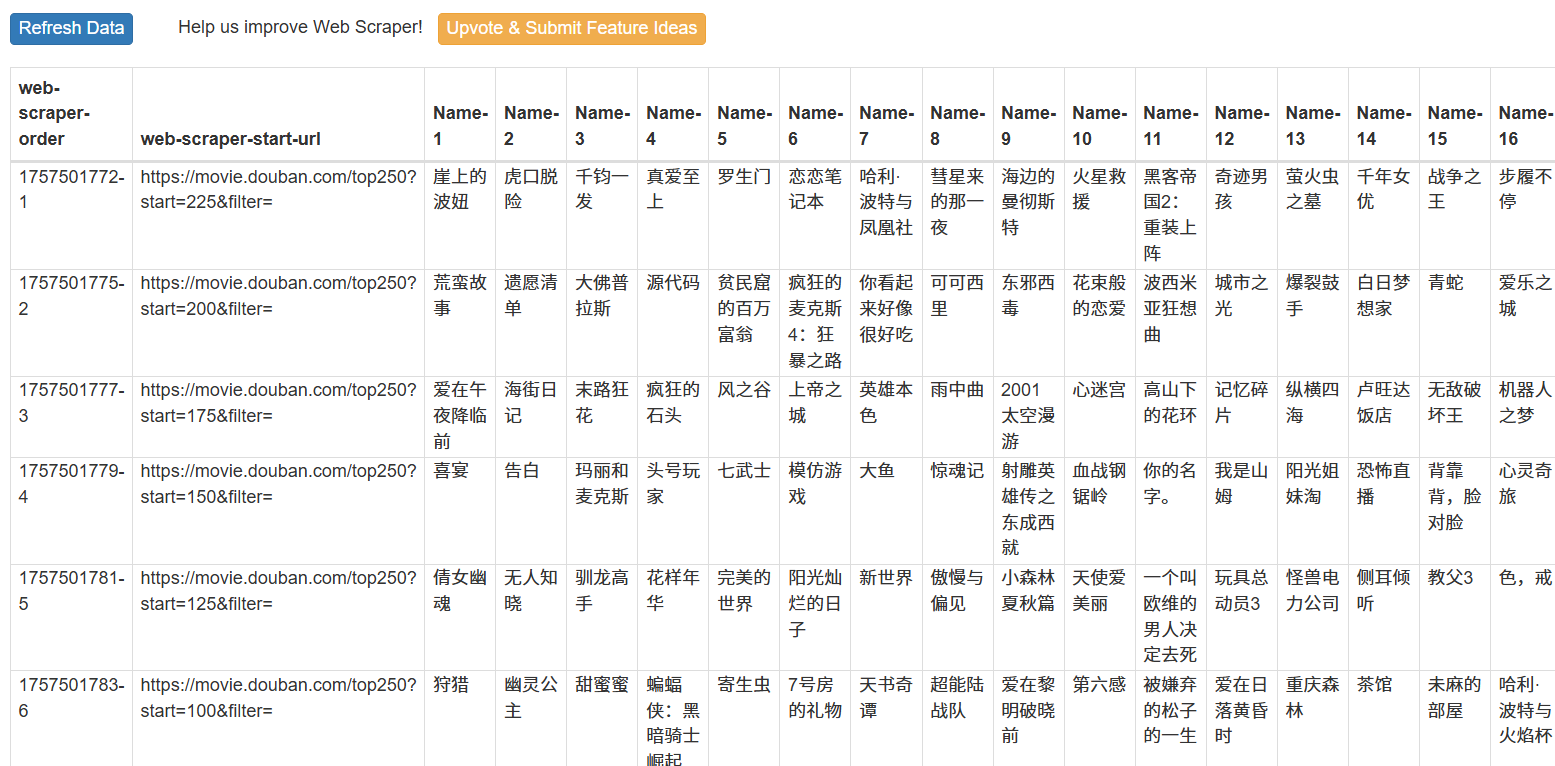 Refresh Data Help us improve Web Scraper! Upvote & Submit Feature Ideas
web-scraper-order web-scraper-start-url Name-1 Name-2 Name-3 Name-4 Name-5 Name-6 Name-7 Name-8 Name-9 Name-10 Name-11 Name-12 Name-13 Name-14 Name-15 Name-16
1757501772-1 https://movie.douban.com/top250?start=225&filter= 崖上的波妞 虎口脱险 千钧一发 真爱至上 罗生门 恋恋笔记本 哈利·波特与凤凰社 彗星来的那一夜 海边的曼彻斯特 火星救援 黑客帝国2：重装上阵 奇迹男孩 萤火虫之墓 千年女优 战争之王 步履不停
1757501775-2 https://movie.douban.com/top250?start=200&filter= 荒蛮故事 遗愿清单 大佛普拉斯 源代码 贫民窟的百万富翁 疯狂的麦克斯4：狂暴之路 你看起来好像很好吃 可可西里 东邪西毒 花束般的恋爱 波西米亚狂想曲 城市之光 爆裂鼓手 白日梦想家 青蛇 爱乐之城
1757501777-3 https://movie.douban.com/top250?start=175&filter= 爱在午夜降临前 海街日记 末路狂花 疯狂的石头 风之谷 上帝之城 英雄本色 雨中曲 2001太空漫游 心迷宫 高山下的花环 记忆碎片 纵横四海 卢旺达饭店 无敌破坏王 机器人之梦
1757501779-4 https://movie.douban.com/top250?start=150&filter= 喜宴 告白 玛丽和麦克斯 头号玩家 七武士 模仿游戏 大鱼 惊魂记 射雕英雄传之东成西就 血战钢锯岭 你的名字。 我是山姆 阳光姐妹淘 恐怖直播 背靠背，脸对脸 心灵奇旅
1757501781-5 https://movie.douban.com/top250?start=125&filter= 倩女幽魂 无人知晓 驯龙高手 花样年华 完美的世界 阳光灿烂的日子 新世界 傲慢与偏见 小森林 夏秋篇 天使爱美丽 一个叫欧维的男人决定去死 玩具总动员3 怪兽电力公司 侧耳倾听 教父3 色，戒
1757501783-6 https://movie.douban.com/top250?start=100&filter= 狩猎 幽灵公主 甜蜜蜜 蝙蝠侠：黑暗骑士崛起 寄生虫 7号房的礼物 天书奇谭 超能陆战队 爱在黎明破晓前 第六感 被嫌弃的松子的一生 爱在日落黄昏时 重庆森林 茶馆 未麻的部屋 哈利·波特与火焰杯